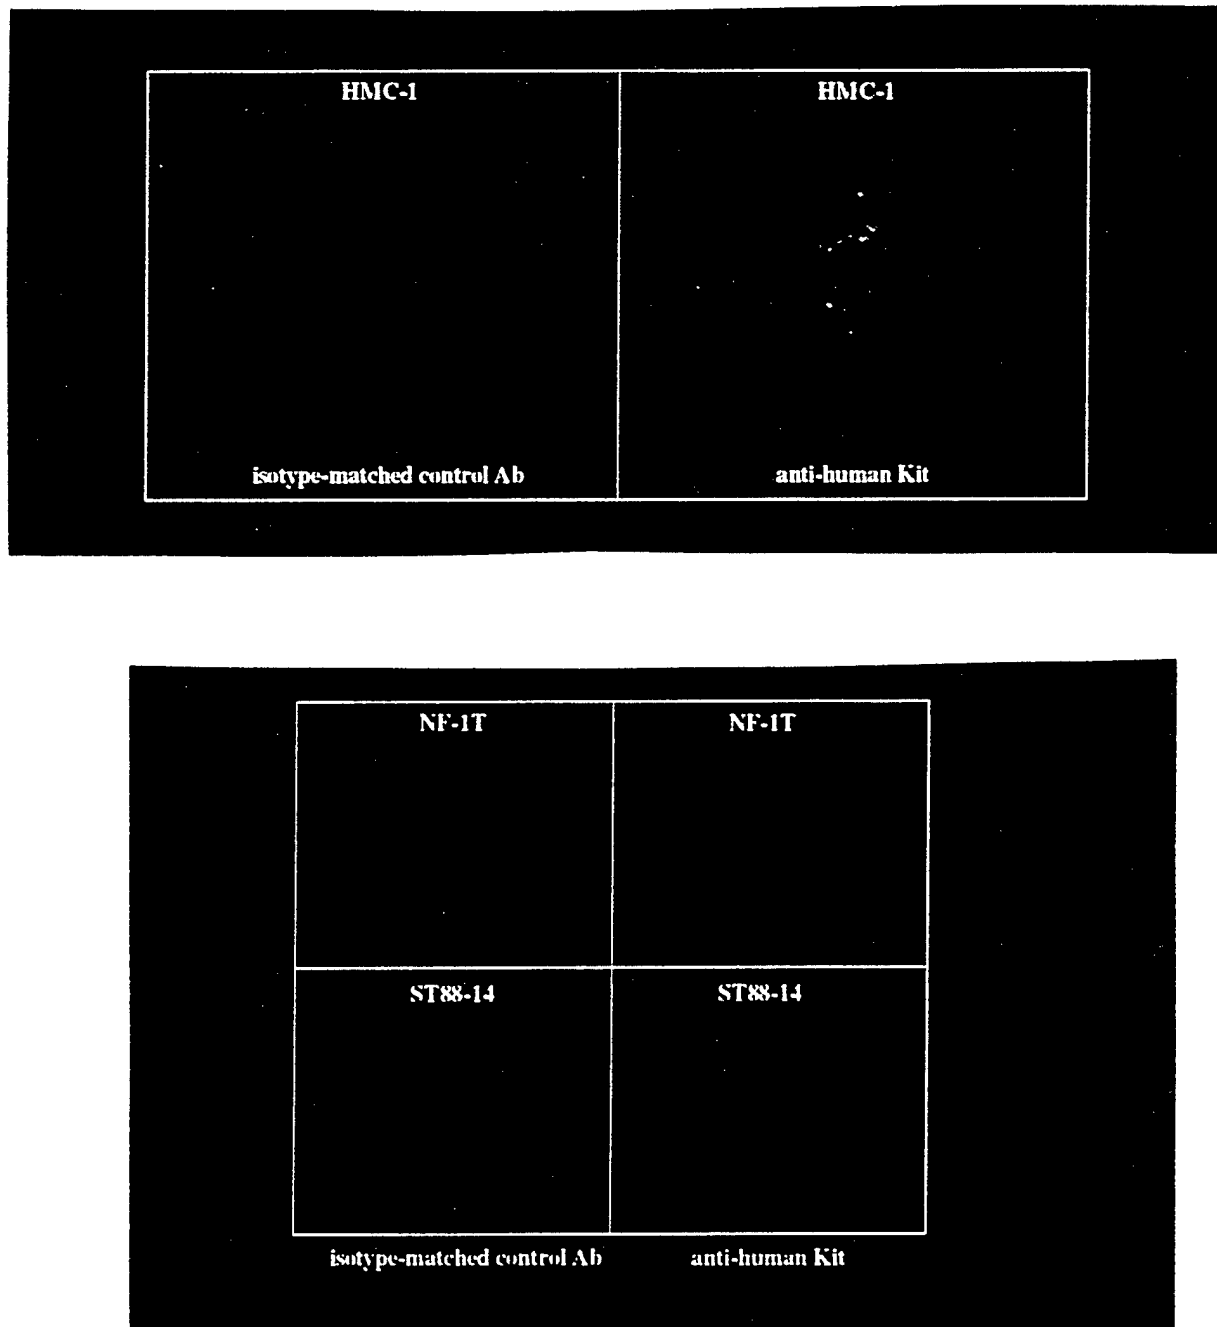 HMC-1 HMC-1
isotype-matched control Ab anti-human Kit
NF-1T NF-1T
ST88-14 ST88-14
isotype-matched control Ab anti-human Kit